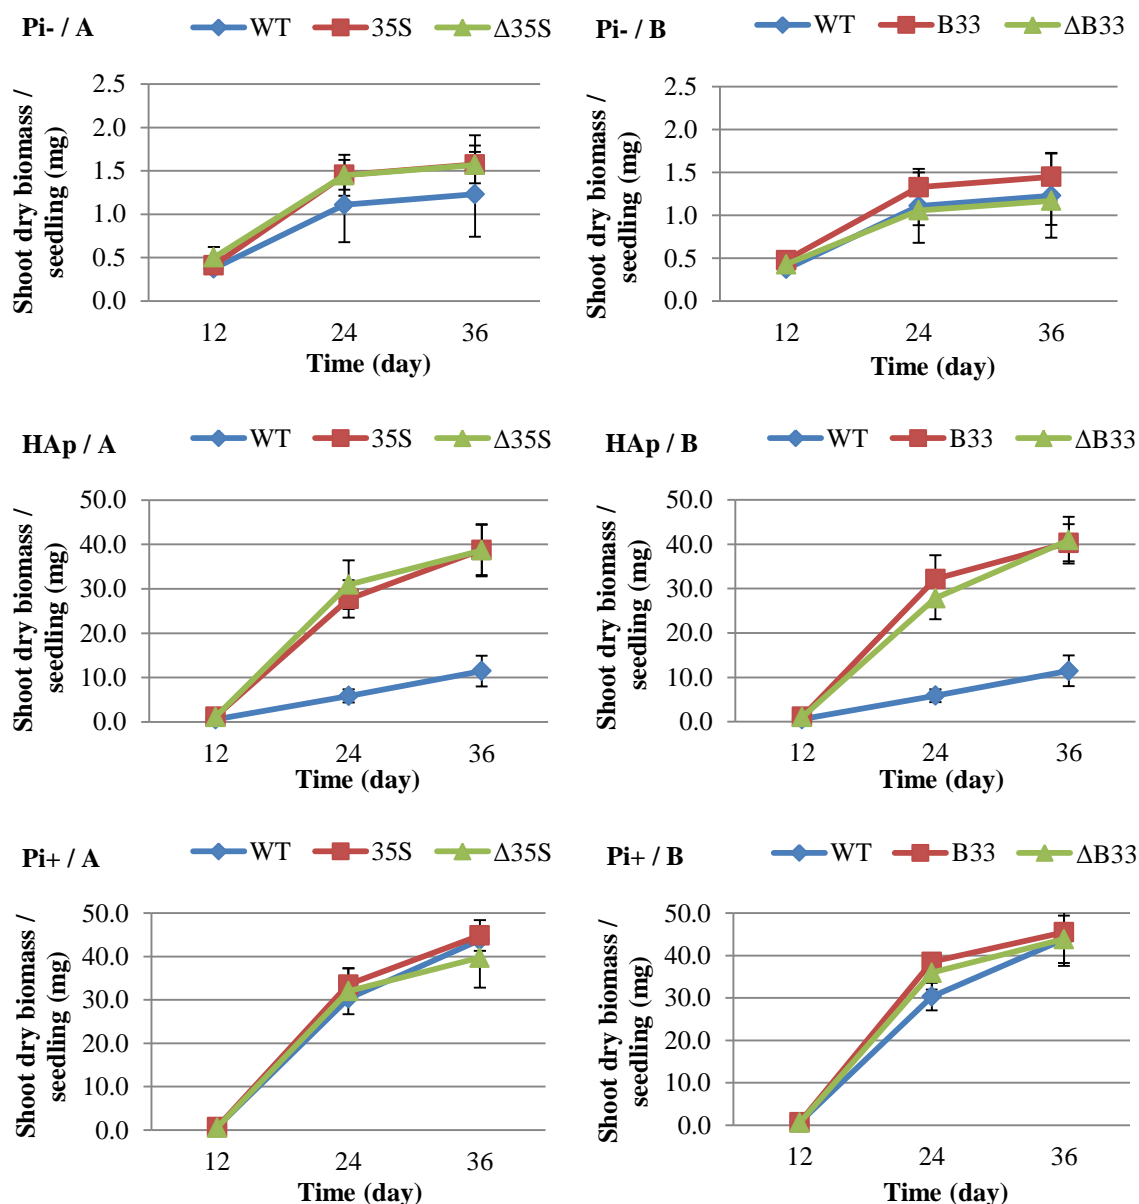 Pi- / A
WT 35S Δ35S
Shoot dry biomass /
seedling (mg)
2.5
2.0
1.5
1.0
0.5
0.0
12 24 36
Time (day)
Pi- / B
WT B33 ΔB33
Shoot dry biomass /
seedling (mg)
2.5
2.0
1.5
1.0
0.5
0.0
12 24 36
Time (day)
HAp / A
WT 35S Δ35S
Shoot dry biomass /
seedling (mg)
50.0
40.0
30.0
20.0
10.0
0.0
12 24 36
Time (day)
HAp / B
WT B33 ΔB33
Shoot dry biomass /
seedling (mg)
50.0
40.0
30.0
20.0
10.0
0.0
12 24 36
Time (day)
Pi+ / A
WT 35S Δ35S
Shoot dry biomass /
seedling (mg)
50.0
40.0
30.0
20.0
10.0
0.0
12 24 36
Time (day)
Pi+ / B
WT B33 ΔB33
Shoot dry biomass /
seedling (mg)
50.0
40.0
30.0
20.0
10.0
0.0
12 24 36
Time (day)